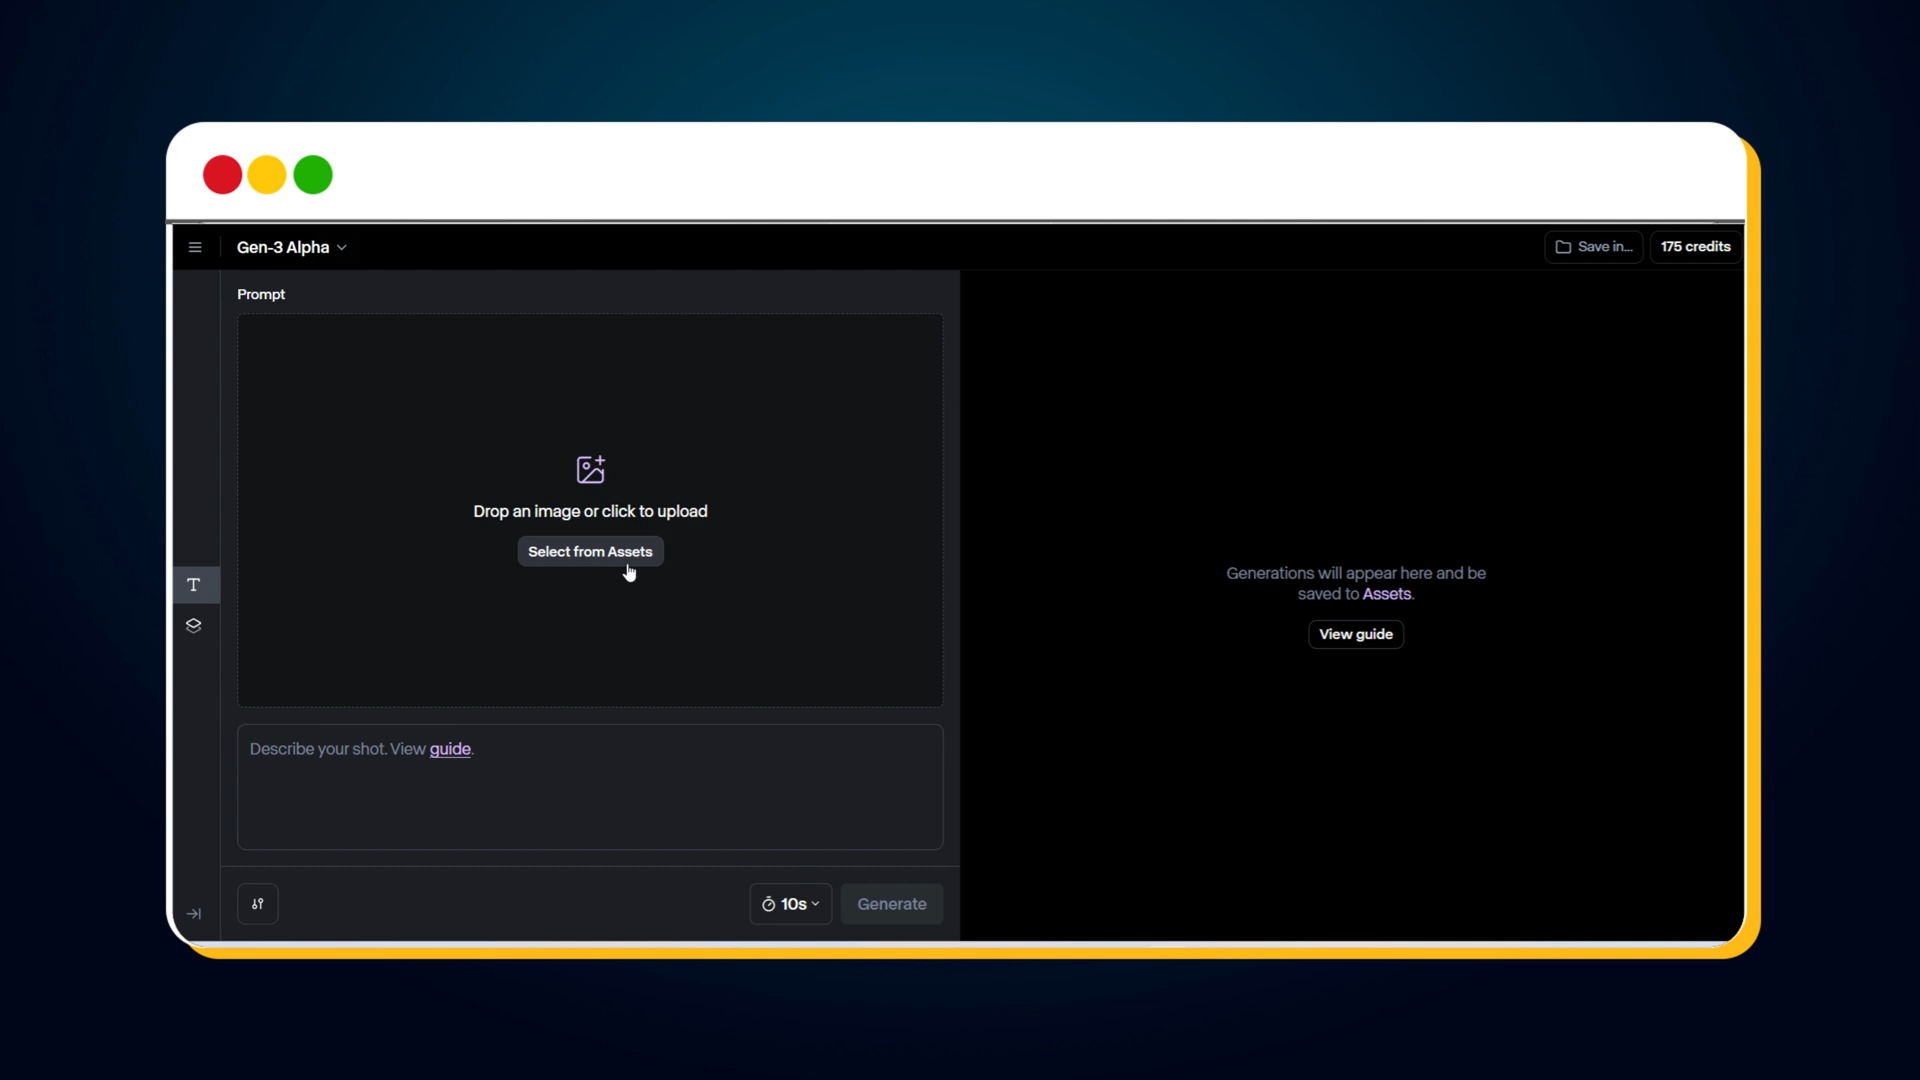 Gen-3 Alpha
Save in...
175 credits
Prompt
Drop an image or click to upload
Select from Assets
Generations will appear here and be
saved to Assets.
View guide
Describe your shot. View guide.
10s
Generate